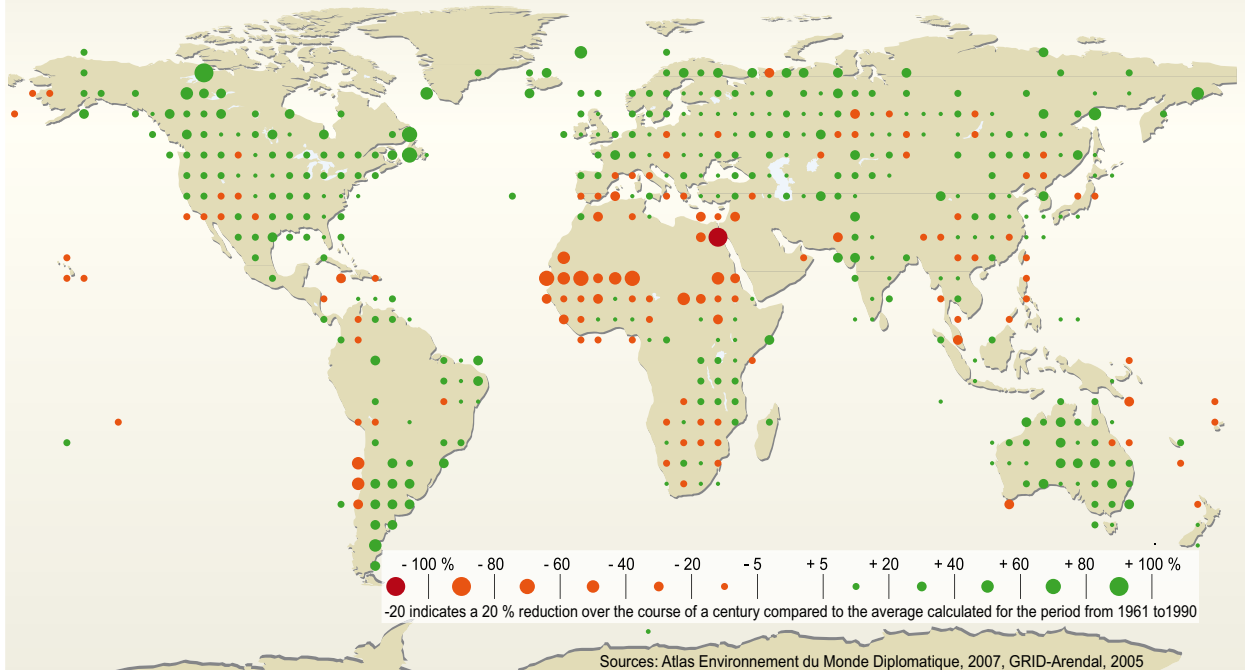 - 100 % - 80 - 60 - 40 - 20 - 5 + 5 + 20 + 40 + 60 + 80 + 100 %
-20 indicates a 20 % reduction over the course of a century compared to the average calculated for the period from 1961 to1990
Sources: Atlas Environnement du Monde Diplomatique, 2007, GRID-Arendal, 2005